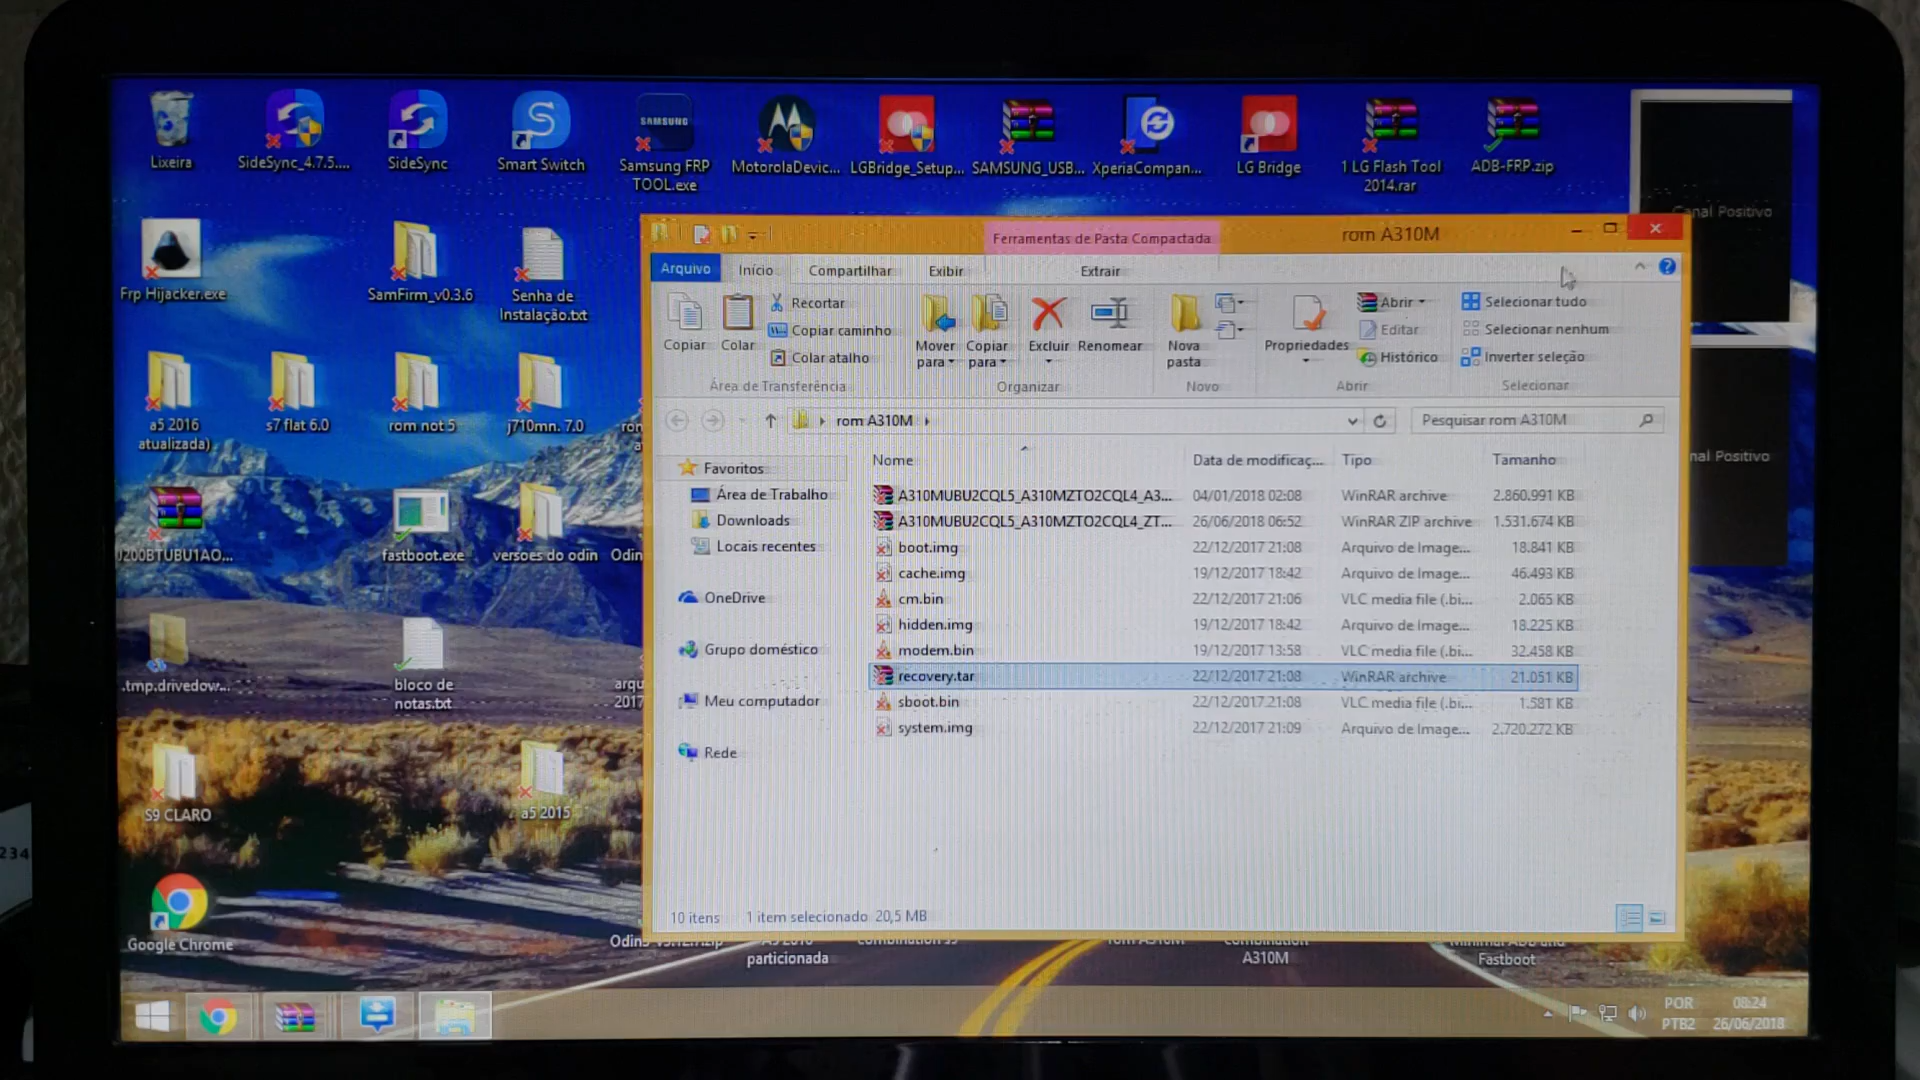 Lixeira
SideSync_4.7.5....
SideSync
Smart Switch
SAMSUNG
Samsung FRP
TOOL.exe
MotorolaDevic...
LGBridge_Setup...
SAMSUNG_USB...
XperiaCompan...
LG Bridge
1 LG Flash Tool
2014.rar
ADB-FRP.zip
Canal Positivo
Frp Hijacker.exe
SamFirm_v0.3.6
Senha de
Instalação.txt
Ferramentas de Pasta Compactada
rom A310M
Arquivo
Início
Compartilhar
Exibir
Extrair
Copiar
Colar
Recortar
Copiar caminho
Colar atalho
Área de Transferência
Mover
para
Copiar
para
Excluir
Renomear
Organizar
Nova
pasta
Novo
Propriedades
Abrir
Editar
Histórico
Abrir
Selecionar tudo
Selecionar nenhum
Inverter seleção
Selecionar
a5 2016
atualizada)
s7 flat 6.0
rom not 5
j710mn. 7.0
rom A310M
Pesquisar rom A310M
nal Positivo
Favoritos
Área de Trabalho
Downloads
Locais recentes
OneDrive
Grupo doméstico
Meu computador
Rede
Nome Data de modificaç... Tipo Tamanho
A310MUBU2CQL5_A310MZTO2CQL4_A3... 04/01/2018 02:08 WinRAR archive 2.860.991 KB
A310MUBU2CQL5_A310MZTO2CQL4_ZT... 26/06/2018 06:52 WinRAR ZIP archive 1.531.674 KB
boot.img 22/12/2017 21:08 Arquivo de Image... 18.841 KB
cache.img 19/12/2017 18:42 Arquivo de Image... 46.493 KB
cm.bin 22/12/2017 21:06 VLC media file (.bi... 2.065 KB
hidden.img 19/12/2017 18:42 Arquivo de Image... 18.225 KB
modem.bin 19/12/2017 13:58 VLC media file (.bi... 32.458 KB
recovery.tar 22/12/2017 21:08 WinRAR archive 21.051 KB
sboot.bin 22/12/2017 21:08 VLC media file (.bi... 1.581 KB
system.img 22/12/2017 21:09 Arquivo de Image... 2.720.272 KB
J200BTUBU1AO...
fastboot.exe
versoes do odin
Odin
.tmp.drivedow...
bloco de
notas.txt
arqu
2017
S9 CLARO
a5 2015
234
Google Chrome
10 itens 1 item selecionado 20,5 MB
particionada
A310M
Fastboot
POR
PTB2
08:24
26/06/2018